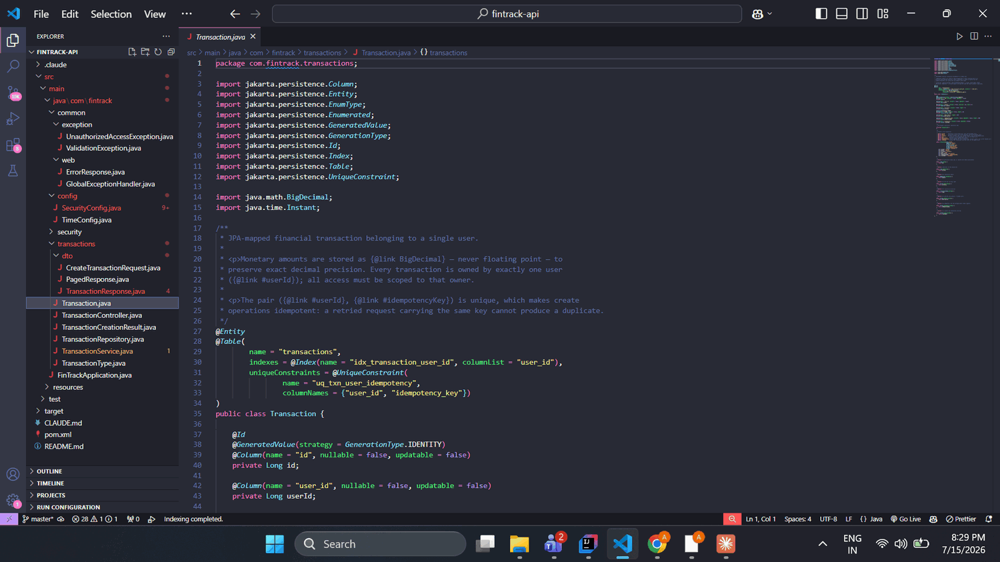 File Edit Selection View ...
fintrack-api
EXPLORER
FINTRACK-API
.claude
src
main
java \ com \ fintrack
common
exception
UnauthorizedAccessException.java
ValidationException.java
web
ErrorResponse.java
GlobalExceptionHandler.java
config
SecurityConfig.java 9+
TimeConfig.java
security
transactions
dto
CreateTransactionRequest.java
PagedResponse.java
TransactionResponse.java 4
Transaction.java
TransactionController.java
TransactionCreationResult.java
TransactionRepository.java
TransactionService.java 1
TransactionType.java
FinTrackApplication.java
resources
test
target
CLAUDE.md
pom.xml
README.md
OUTLINE
TIMELINE
PROJECTS
RUN CONFIGURATION
10K
8
1
Transaction.java
src > main > java > com > fintrack > transactions > Transaction.java > {} transactions
1 package com.fintrack.transactions;
2
3 import jakarta.persistence.Column;
4 import jakarta.persistence.Entity;
5 import jakarta.persistence.EnumType;
6 import jakarta.persistence.Enumerated;
7 import jakarta.persistence.GeneratedValue;
8 import jakarta.persistence.GenerationType;
9 import jakarta.persistence.Id;
10 import jakarta.persistence.Index;
11 import jakarta.persistence.Table;
12 import jakarta.persistence.UniqueConstraint;
13
14 import java.math.BigDecimal;
15 import java.time.Instant;
16
17 /**
18 * JPA-mapped financial transaction belonging to a single user.
19 *
20 * <p>Monetary amounts are stored as {@link BigDecimal} — never floating point — to
21 * preserve exact decimal precision. Every transaction is owned by exactly one user
22 * ({@link #userId}); all access must be scoped to that owner.
23 *
24 * <p>The pair ({@link #userId}, {@link #idempotencyKey}) is unique, which makes create
25 * operations idempotent: a retried request carrying the same key cannot produce a duplicate.
26 */
27 @Entity
28 @Table(
29 name = "transactions",
30 indexes = @Index(name = "idx_transaction_user_id", columnList = "user_id"),
31 uniqueConstraints = @UniqueConstraint(
32 name = "uq_txn_user_idempotency",
33 columnNames = {"user_id", "idempotency_key"})
34 )
35 public class Transaction {
36
37 @Id
38 @GeneratedValue(strategy = GenerationType.IDENTITY)
39 @Column(name = "id", nullable = false, updatable = false)
40 private Long id;
41
42 @Column(name = "user_id", nullable = false, updatable = false)
43 private Long userId;
44
master* 28 1 1 0 Indexing completed.
Ln 1, Col 1 Spaces: 4 UTF-8 LF {} Java Go Live Prettier
Search
2
IJ
A
A
ENG
IN
8:29 PM
7/15/2026